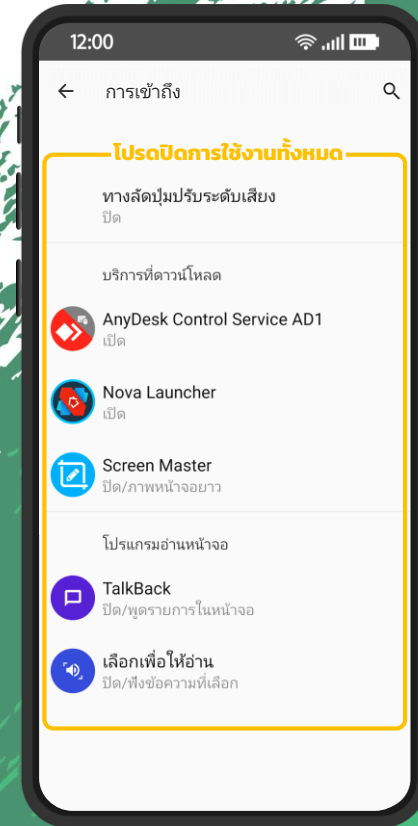 12:00
การเข้าถึง
โปรดปิดการใช้งานทั้งหมด
ทางลัดปุ่มปรับระดับเสียง
ปิด
บริการที่ดาวน์โหลด
AnyDesk Control Service AD1
เปิด
Nova Launcher
เปิด
Screen Master
ปิด/ภาพหน้าจอยาว
โปรแกรมอ่านหน้าจอ
TalkBack
ปิด/พูดรายการในหน้าจอ
เลือกเพื่อให้อ่าน
ปิด/ฟังข้อความที่เลือก